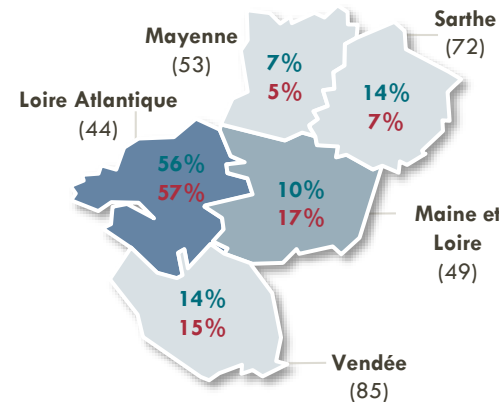 Sarthe
(72)
Mayenne
(53)
7%
5%
14%
7%
Loire Atlantique
(44)
56%
57%
10%
17%
Maine et
Loire
(49)
14%
15%
Vendée
(85)